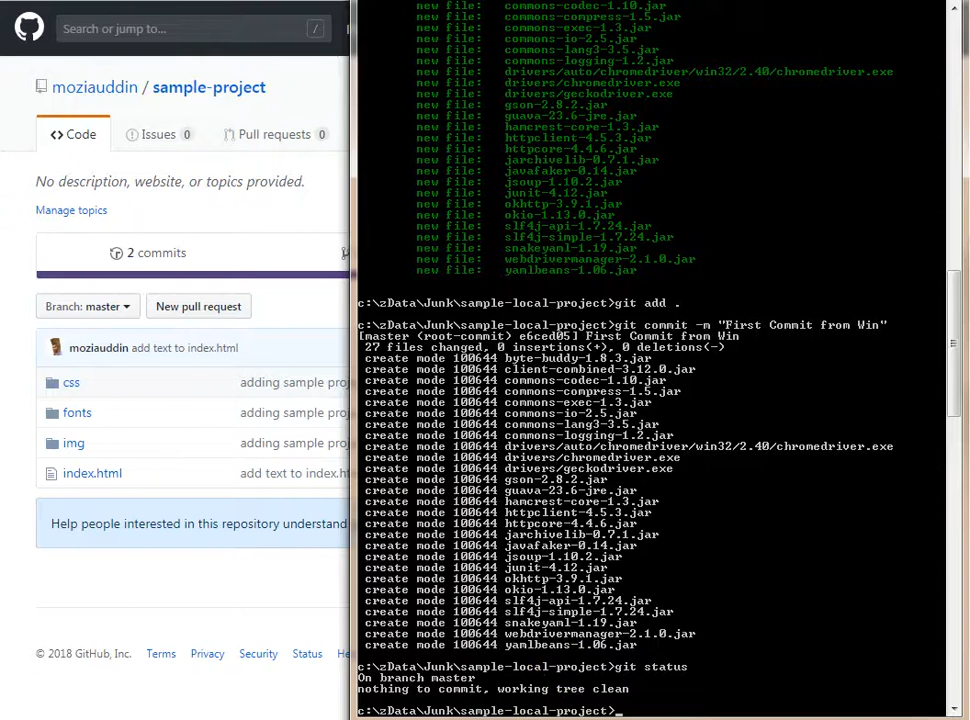 Search or jump to... /
moziauddin / sample-project
Code Issues 0 Pull requests 0
No description, website, or topics provided.
Manage topics
2 commits
Branch: master New pull request
moziauddin add text to index.html
css adding sample proj
fonts adding sample proj
img adding sample proj
index.html add text to index.ht
Help people interested in this repository understand
© 2018 GitHub, Inc. Terms Privacy Security Status He
new file: commons-codec-1.10.jar
new file: commons-compress-1.5.jar
new file: commons-exec-1.3.jar
new file: commons-io-2.5.jar
new file: commons-lang3-3.5.jar
new file: commons-logging-1.2.jar
new file: drivers/auto/chromedriver/win32/2.40/chromedriver.exe
new file: drivers/chromedriver.exe
new file: drivers/geckodriver.exe
new file: gson-2.8.2.jar
new file: guava-23.6-jre.jar
new file: hamcrest-core-1.3.jar
new file: httpclient-4.5.3.jar
new file: httpcore-4.4.6.jar
new file: jarchivelib-0.7.1.jar
new file: javafaker-0.14.jar
new file: jsoup-1.10.2.jar
new file: junit-4.12.jar
new file: okhttp-3.9.1.jar
new file: okio-1.13.0.jar
new file: slf4j-api-1.7.24.jar
new file: slf4j-simple-1.7.24.jar
new file: snakeyaml-1.19.jar
new file: webdrivermanager-2.1.0.jar
new file: yamlbeans-1.06.jar
c:\zData\Junk\sample-local-project>git add .
c:\zData\Junk\sample-local-project>git commit -m "First Commit from Win"
[master (root-commit) e6ced05] First Commit from Win
27 files changed, 0 insertions(+), 0 deletions(-)
create mode 100644 byte-buddy-1.8.3.jar
create mode 100644 client-combined-3.12.0.jar
create mode 100644 commons-codec-1.10.jar
create mode 100644 commons-compress-1.5.jar
create mode 100644 commons-exec-1.3.jar
create mode 100644 commons-io-2.5.jar
create mode 100644 commons-lang3-3.5.jar
create mode 100644 commons-logging-1.2.jar
create mode 100644 drivers/auto/chromedriver/win32/2.40/chromedriver.exe
create mode 100644 drivers/chromedriver.exe
create mode 100644 drivers/geckodriver.exe
create mode 100644 gson-2.8.2.jar
create mode 100644 guava-23.6-jre.jar
create mode 100644 hamcrest-core-1.3.jar
create mode 100644 httpclient-4.5.3.jar
create mode 100644 httpcore-4.4.6.jar
create mode 100644 jarchivelib-0.7.1.jar
create mode 100644 javafaker-0.14.jar
create mode 100644 jsoup-1.10.2.jar
create mode 100644 junit-4.12.jar
create mode 100644 okhttp-3.9.1.jar
create mode 100644 okio-1.13.0.jar
create mode 100644 slf4j-api-1.7.24.jar
create mode 100644 slf4j-simple-1.7.24.jar
create mode 100644 snakeyaml-1.19.jar
create mode 100644 webdrivermanager-2.1.0.jar
create mode 100644 yamlbeans-1.06.jar
c:\zData\Junk\sample-local-project>git status
On branch master
nothing to commit, working tree clean
c:\zData\Junk\sample-local-project>_